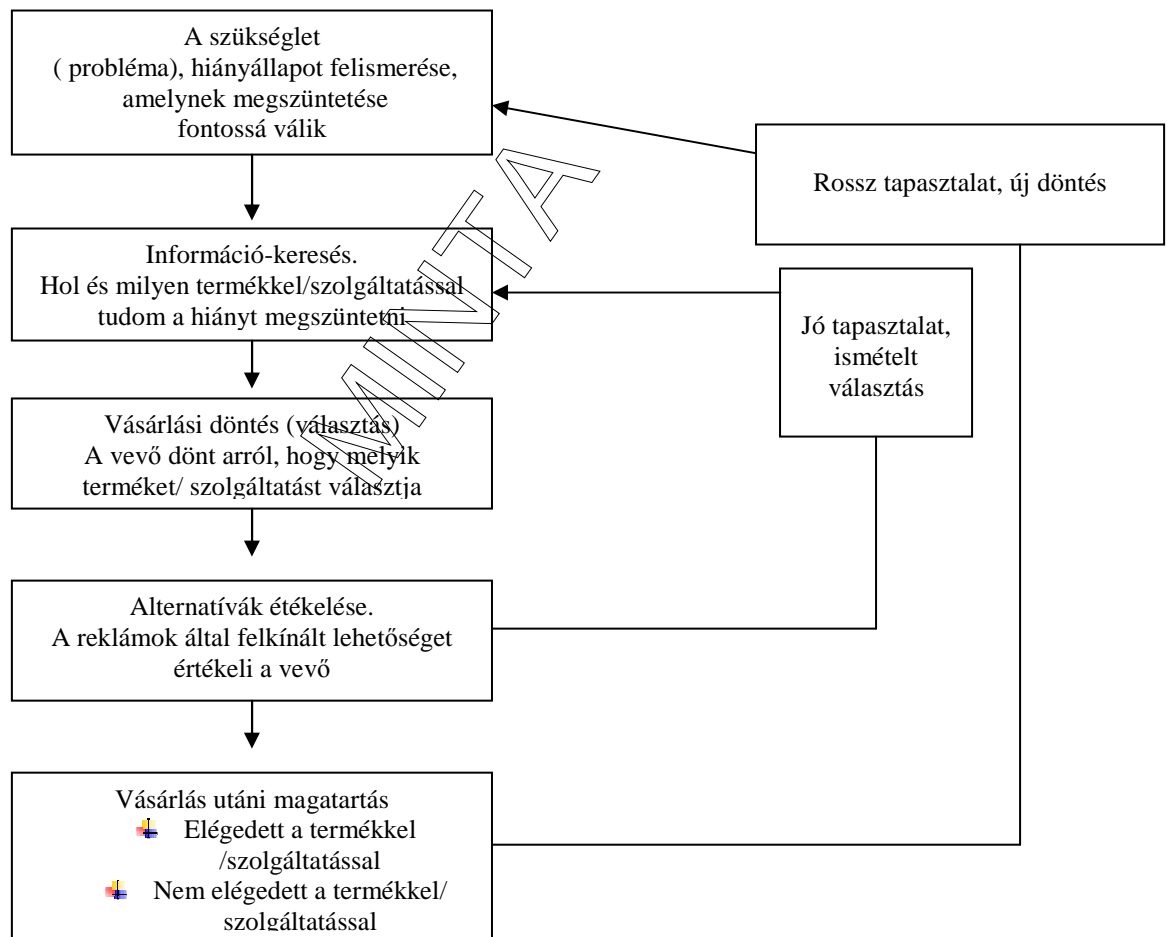 A szükséglet
( probléma), hiányállapot felismerése,
amelynek megszüntetése
fontossá válik
Rossz tapasztalat, új döntés
Információ-keresés.
Hol és milyen termékkel/szolgáltatással
tudom a hiányt megszüntetni
Jó tapasztalat,
ismételt
választás
Vásárlási döntés (választás)
A vevő dönt arról, hogy melyik
terméket/ szolgáltatást választja
Alternatívák étékelése.
A reklámok által felkínált lehetőséget
értékeli a vevő
Vásárlás utáni magatartás
Elégedett a termékkel
/szolgáltatással
Nem elégedett a termékkel/
szolgáltatással
MINTA